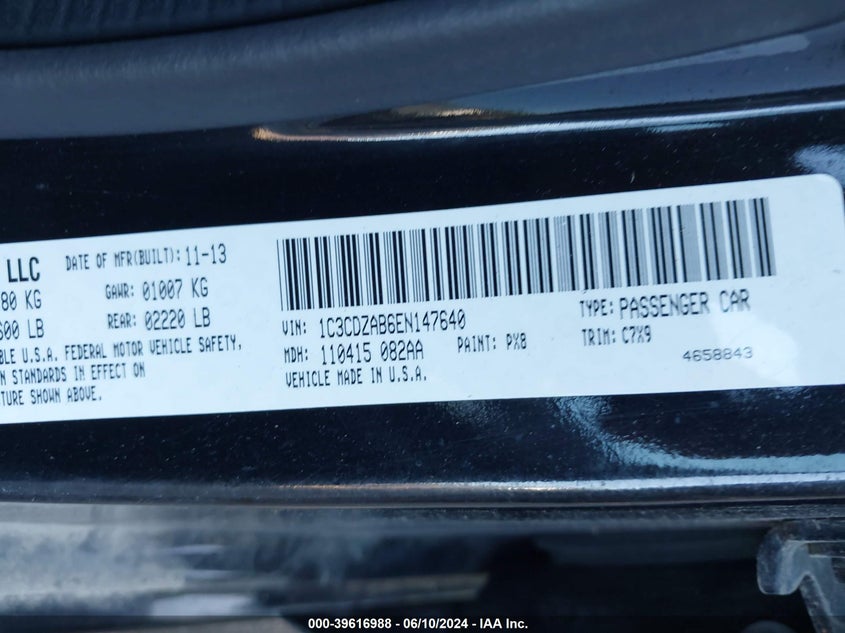 LLC DATE OF MFR(BUILT): 11-13
80 KG GAWR: 01007 KG
600 LB REAR: 02220 LB
BLE U.S.A. FEDERAL MOTOR VEHICLE SAFETY,
N STANDARDS IN EFFECT ON
TURE SHOWN ABOVE.
VIN: 1C3CDZAB6EN147640 TYPE: PASSENGER CAR
MDH: 110415 082AA PAINT: PX8 TRIM: C7X9
VEHICLE MADE IN U.S.A. 4658843
000-39616988 - 06/10/2024 - IAA Inc.